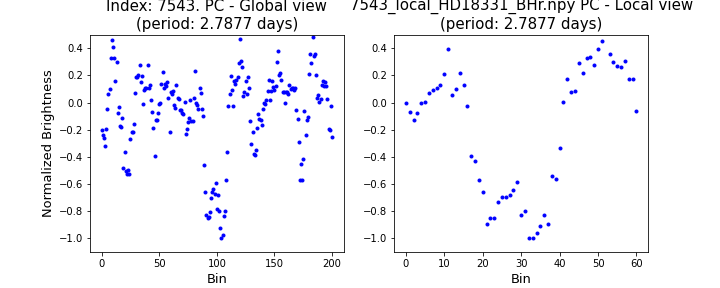 Index: 7543. PC - Global view
(period: 2.7877 days)
7543_local_HD18331_BHr.npy PC - Local view
(period: 2.7877 days)
Normalized Brightness
0.4
0.2
0.0
−0.2
−0.4
−0.6
−0.8
−1.0
0 50 100 150 200
Bin
0.4
0.2
0.0
−0.2
−0.4
−0.6
−0.8
−1.0
0 10 20 30 40 50 60
Bin